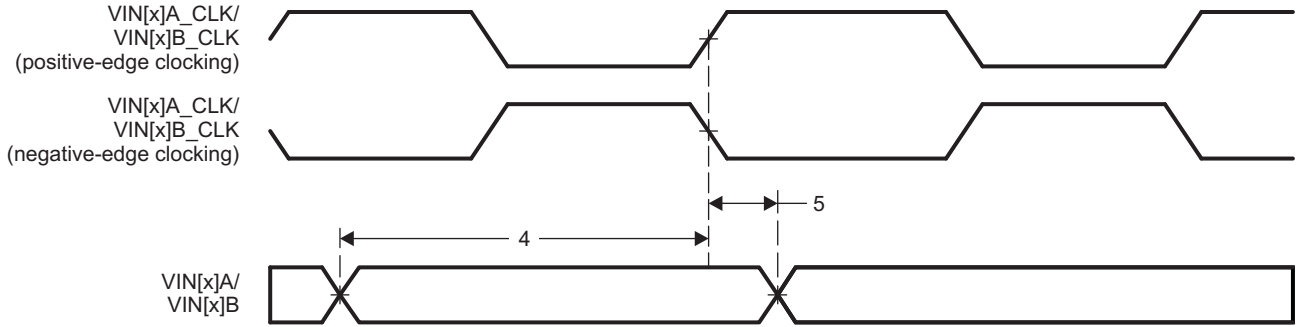 VIN[x]A_CLK/
VIN[x]B_CLK
(positive-edge clocking)
VIN[x]A_CLK/
VIN[x]B_CLK
(negative-edge clocking)
5
4
VIN[x]A/
VIN[x]B